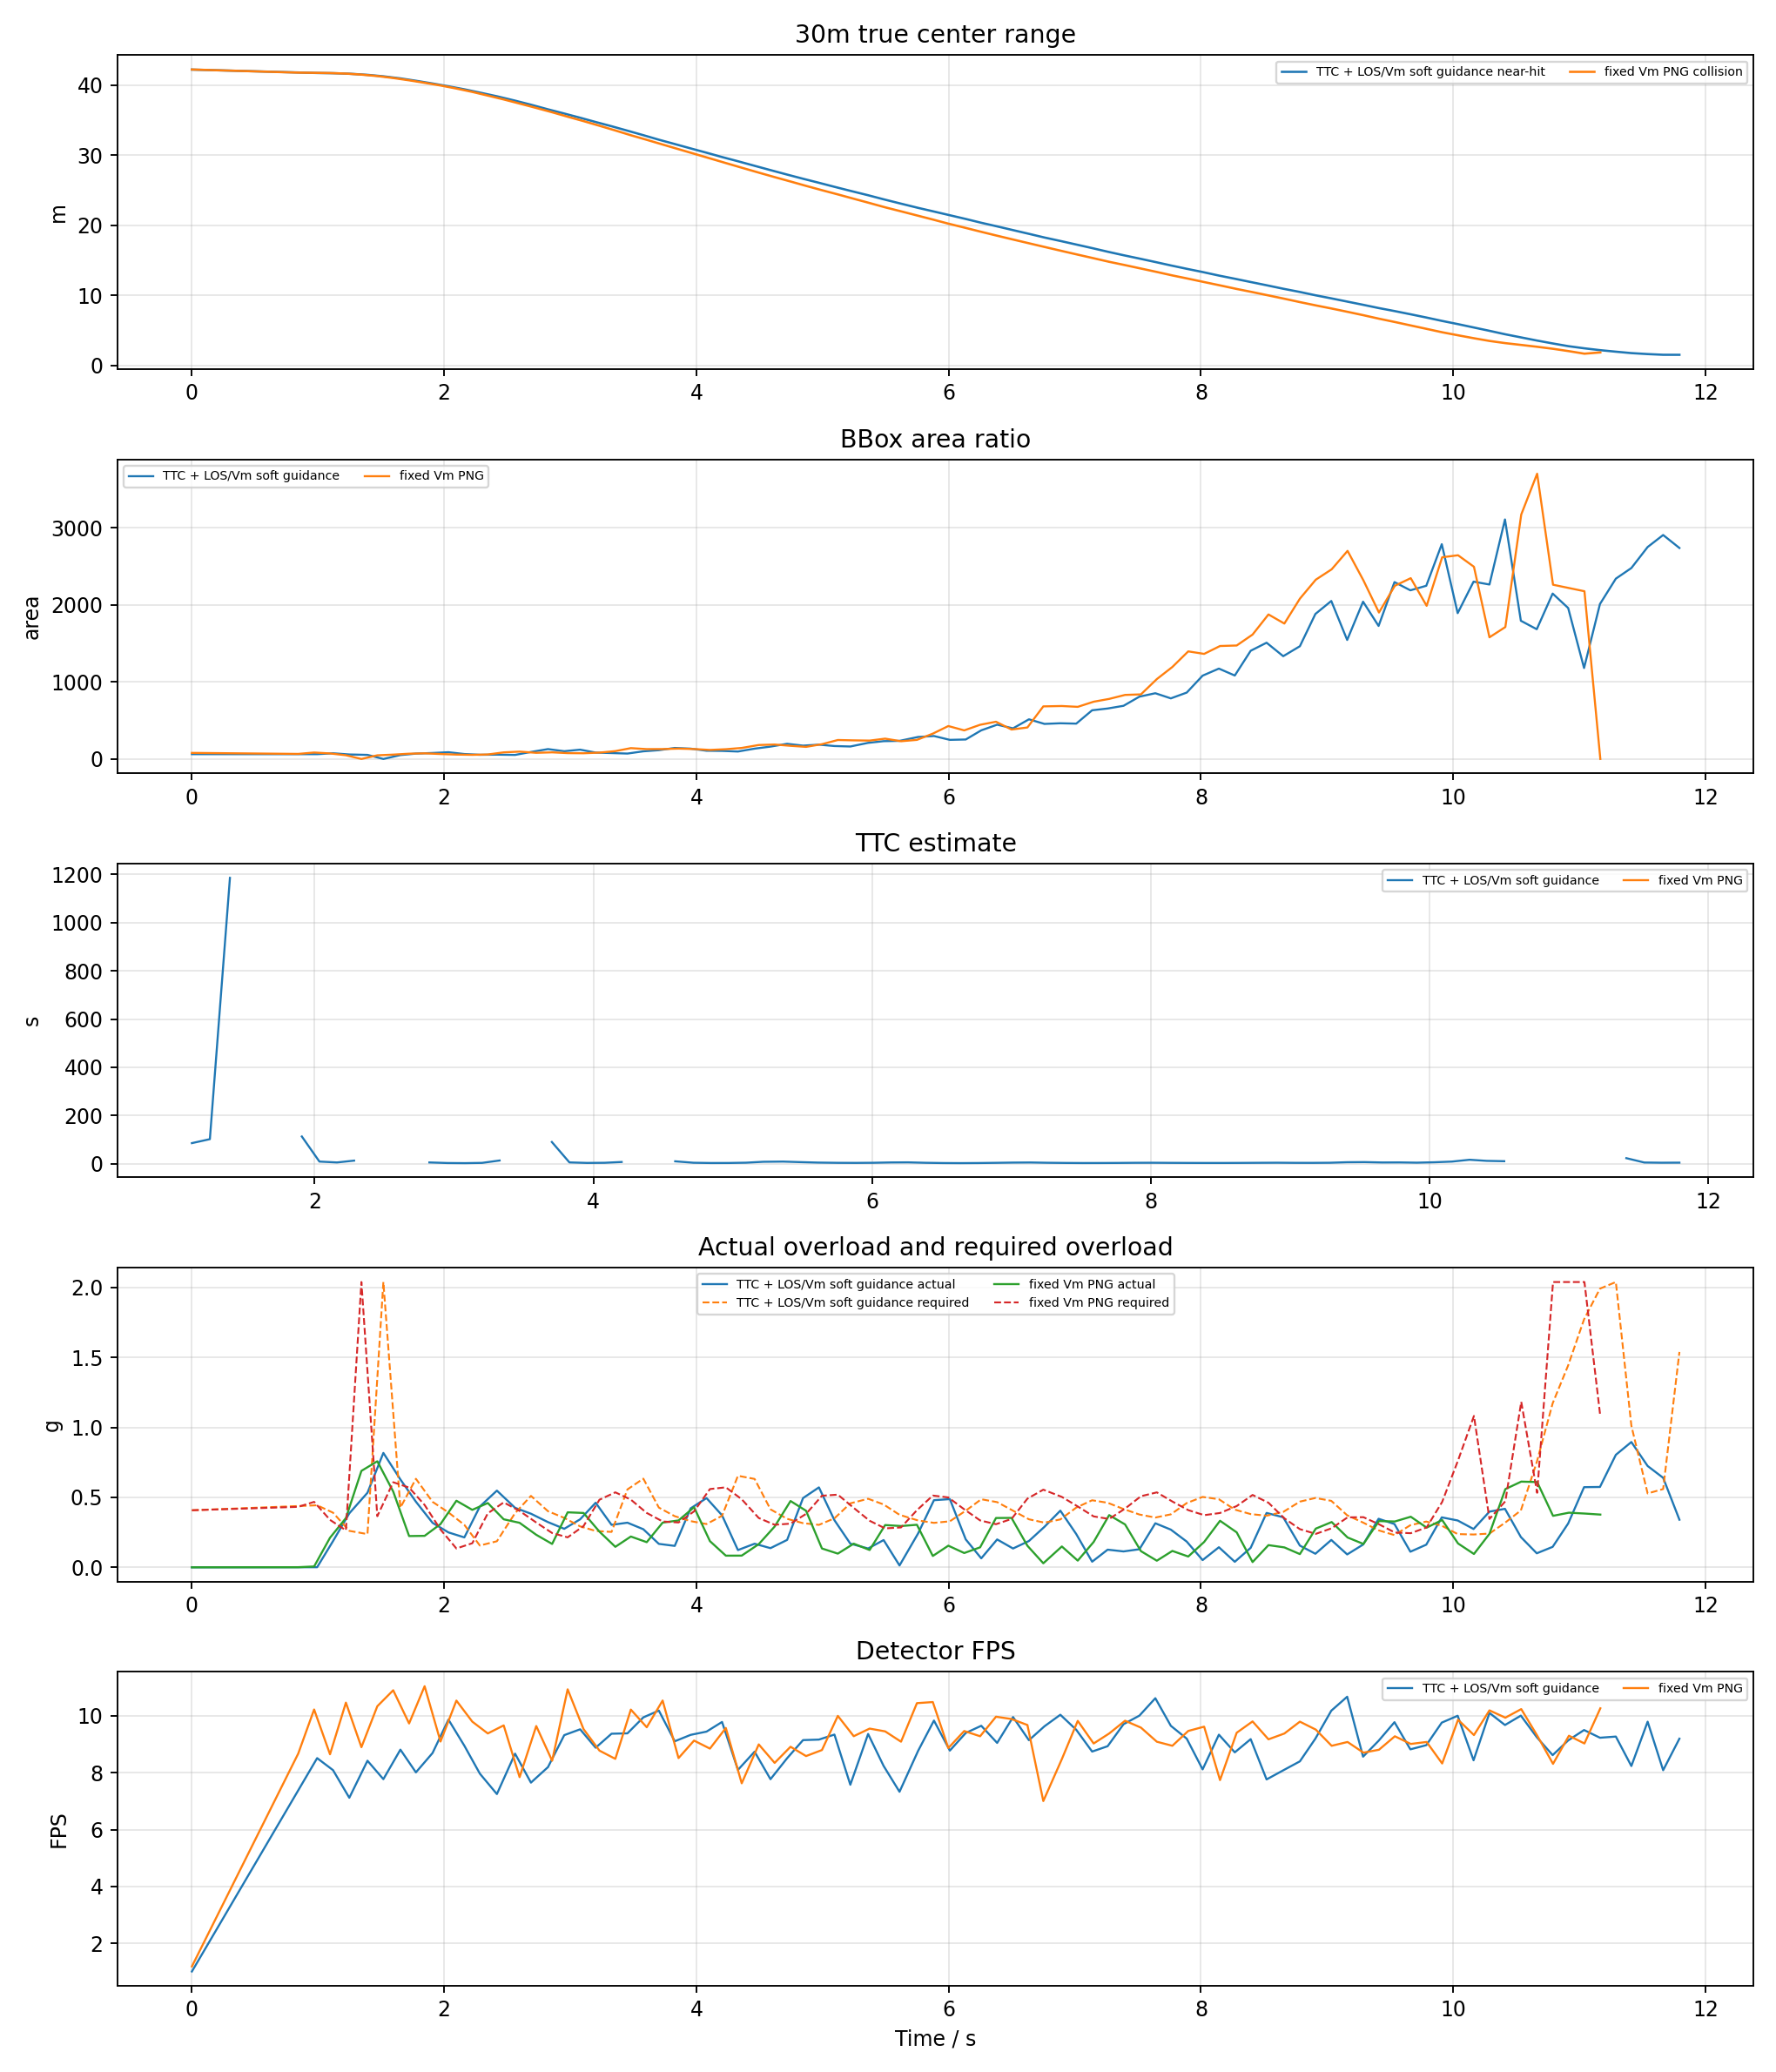 30m true center range
TTC + LOS/Vm soft guidance near-hit fixed Vm PNG collision
40
30
20
10
0
m
0 2 4 6 8 10 12
BBox area ratio
TTC + LOS/Vm soft guidance fixed Vm PNG
3000
2000
1000
0
area
0 2 4 6 8 10 12
TTC estimate
TTC + LOS/Vm soft guidance fixed Vm PNG
1200
1000
800
600
400
200
0
s
2 4 6 8 10 12
Actual overload and required overload
TTC + LOS/Vm soft guidance actual fixed Vm PNG actual
TTC + LOS/Vm soft guidance required fixed Vm PNG required
2.0
1.5
1.0
0.5
0.0
g
0 2 4 6 8 10 12
Detector FPS
TTC + LOS/Vm soft guidance fixed Vm PNG
10
8
6
4
2
FPS
0 2 4 6 8 10 12
Time / s